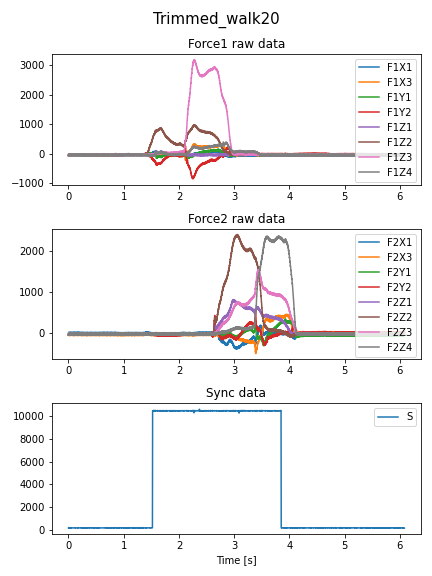 Trimmed_walk20
Force1 raw data
3000
2000
1000
0
−1000
F1X1
F1X3
F1Y1
F1Y2
F1Z1
F1Z2
F1Z3
F1Z4
0 1 2 3 4 5 6
Force2 raw data
2000
1000
0
F2X1
F2X3
F2Y1
F2Y2
F2Z1
F2Z2
F2Z3
F2Z4
0 1 2 3 4 5 6
Sync data
10000
8000
6000
4000
2000
0
S
0 1 2 3 4 5 6
Time [s]